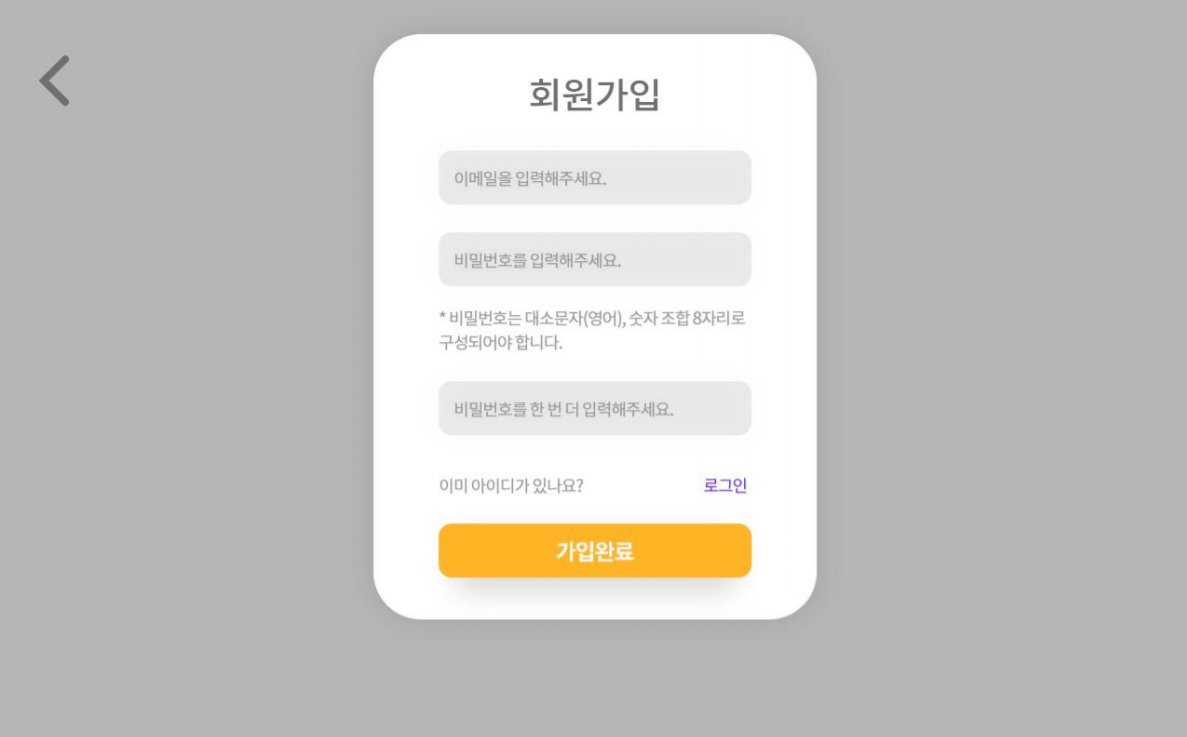 회원가입
이메일을 입력해주세요.
비밀번호를 입력해주세요.
* 비밀번호는 대소문자(영어), 숫자 조합 8자리로
구성되어야 합니다.
비밀번호를 한 번 더 입력해주세요.
이미 아이디가 있나요? 로그인
가입완료